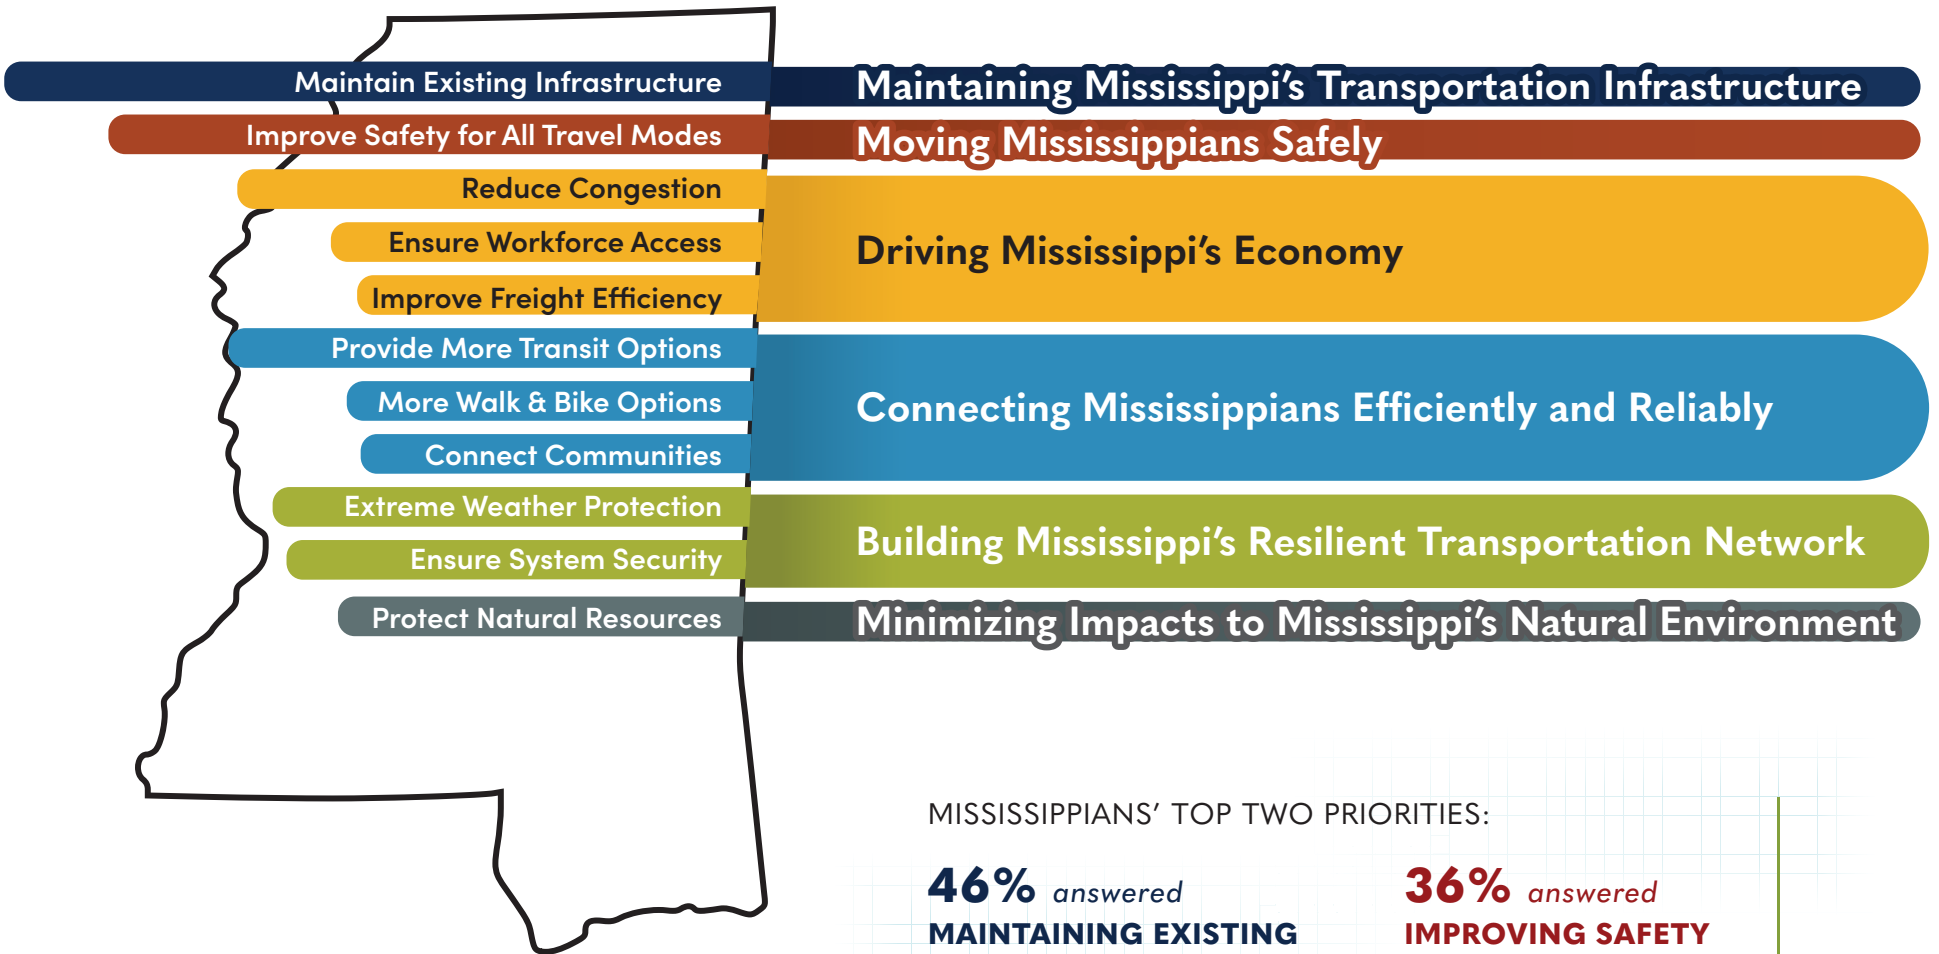 Maintain Existing Infrastructure
Maintaining Mississippi's Transportation Infrastructure
Improve Safety for All Travel Modes
Moving Mississippians Safely
Reduce Congestion
Ensure Workforce Access
Improve Freight Efficiency
Driving Mississippi's Economy
Provide More Transit Options
More Walk & Bike Options
Connect Communities
Connecting Mississippians Efficiently and Reliably
Extreme Weather Protection
Ensure System Security
Building Mississippi's Resilient Transportation Network
Protect Natural Resources
Minimizing Impacts to Mississippi's Natural Environment
MISSISSIPPIANS' TOP TWO PRIORITIES:
46% answered
MAINTAINING EXISTING
36% answered
IMPROVING SAFETY